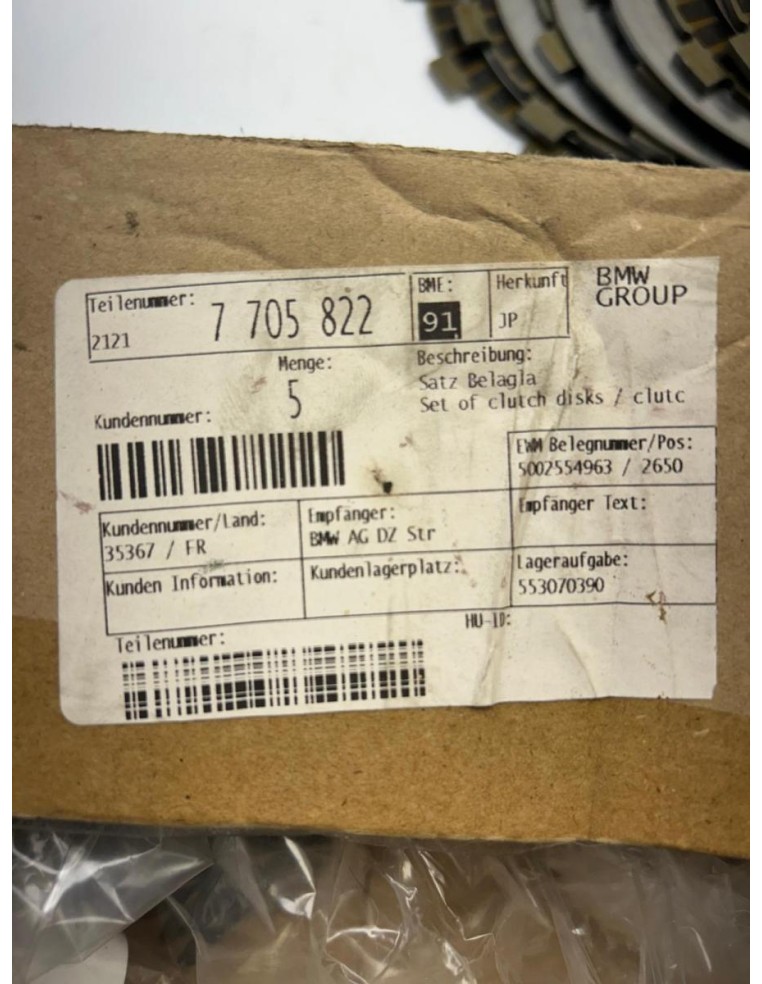 Teilenummer:
2121
7 705 822
BME:
91
Herkunft
JP
BMW
GROUP
Menge:
5
Beschreibung:
Satz Belagla
Set of clutch disks / clutc
Kundennummer:
EWM Belegnummer/Pos:
5002554963 / 2650
Kundennummer/Land:
35367 / FR
Empfänger:
BMW AG DZ Str
Empfänger Text:
Kunden Information:
Kundenlagerplatz:
Lageraufgabe:
553070390
HU-ID:
Teilenummer: